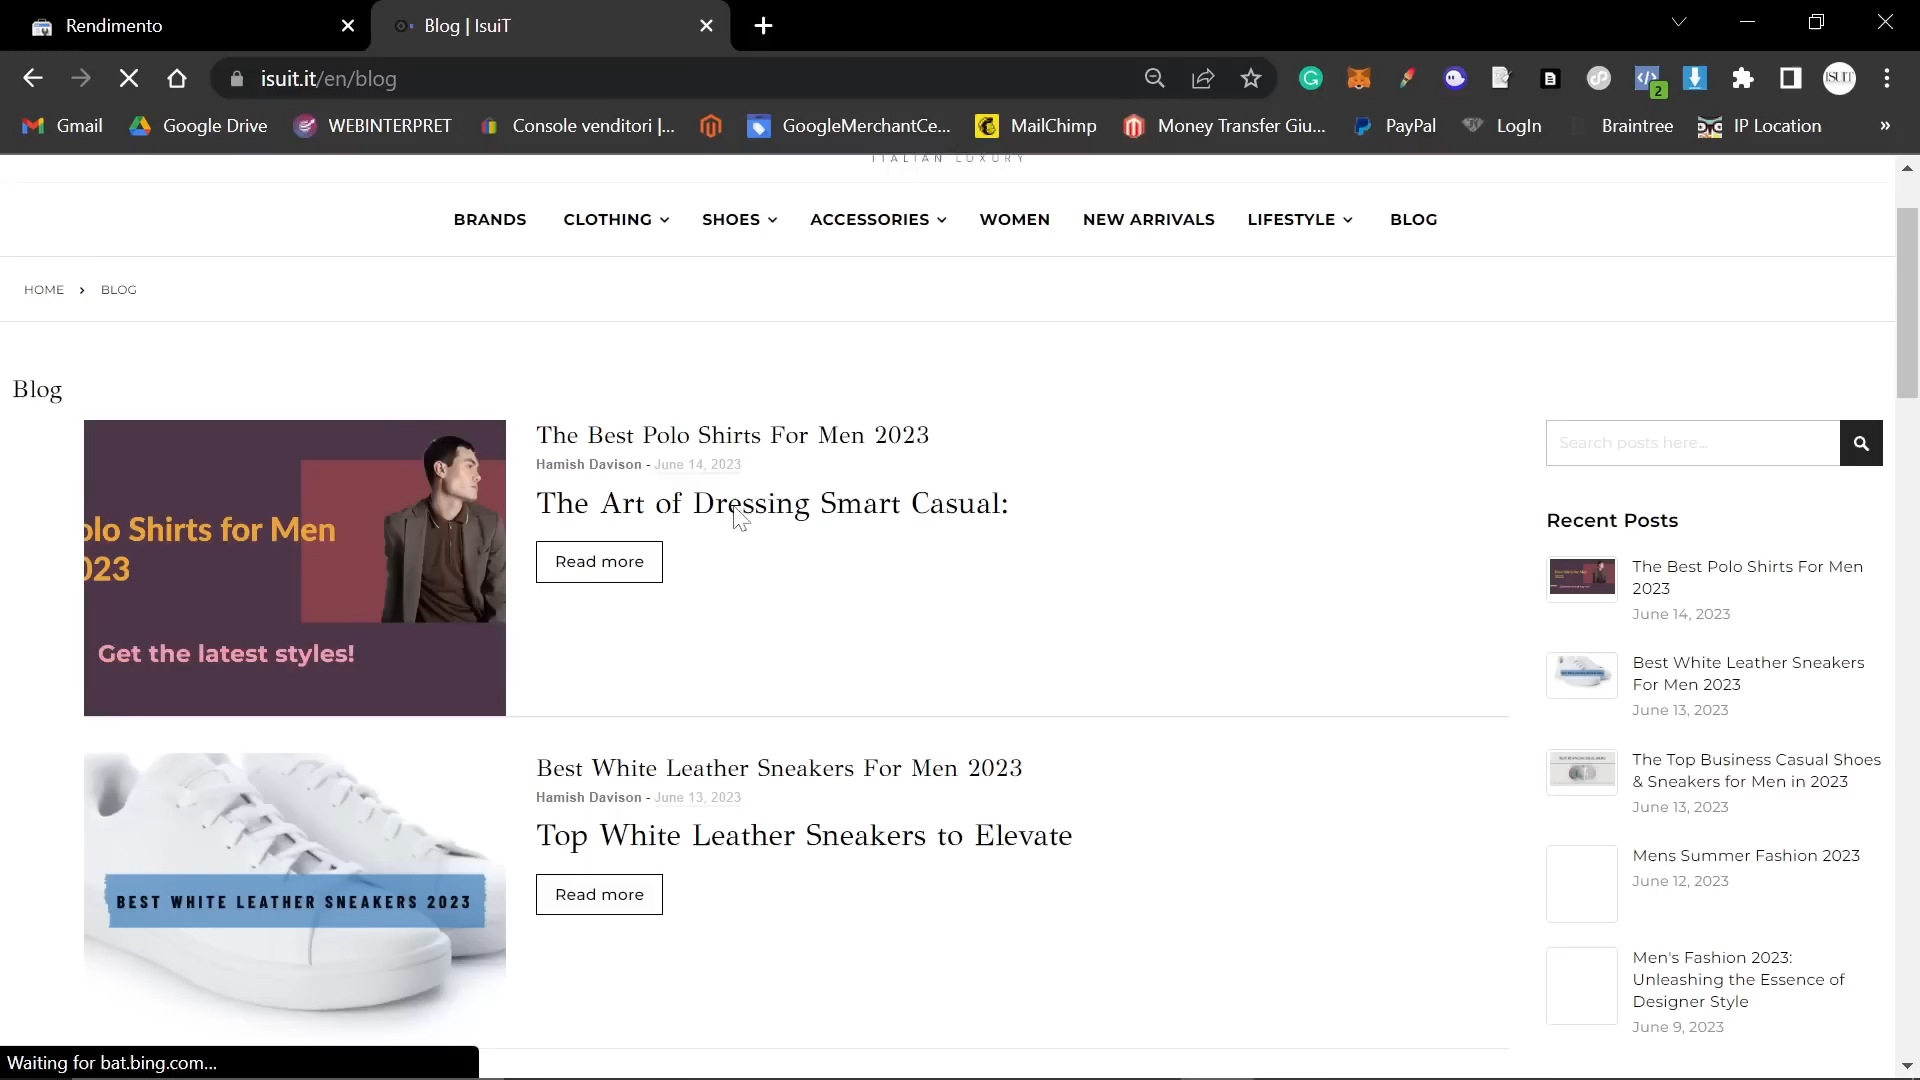 Rendimento
Blog | IsuiT
isuit.it/en/blog
ISUIT
2
Gmail
Google Drive
WEBINTERPRET
Console venditori |...
GoogleMerchantCe...
MailChimp
Money Transfer Giu...
PayPal
LogIn
Braintree
IP Location
»
ITALIAN LUXURY
BRANDS
CLOTHING
SHOES
ACCESSORIES
WOMEN
NEW ARRIVALS
LIFESTYLE
BLOG
HOME
BLOG
Blog
olo Shirts for Men
023
Get the latest styles!
The Best Polo Shirts For Men 2023
Hamish Davison - June 14, 2023
The Art of Dressing Smart Casual:
Read more
BEST WHITE LEATHER SNEAKERS 2023
Best White Leather Sneakers For Men 2023
Hamish Davison - June 13, 2023
Top White Leather Sneakers to Elevate
Read more
Search posts here...
Recent Posts
The Best Polo Shirts For Men
2023
June 14, 2023
Best White Leather Sneakers
For Men 2023
June 13, 2023
The Top Business Casual Shoes
& Sneakers for Men in 2023
June 13, 2023
Mens Summer Fashion 2023
June 12, 2023
Men's Fashion 2023:
Unleashing the Essence of
Designer Style
June 9, 2023
Waiting for bat.bing.com...